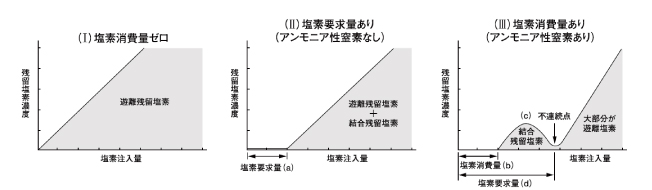 (Ⅰ)塩素消費量ゼロ
残留塩素濃度
遊離残留塩素
塩素注入量
(Ⅱ)塩素要求量あり
(アンモニア性窒素なし)
残留塩素濃度
遊離残留塩素
+
結合残留塩素
塩素注入量
塩素要求量(a)
(Ⅲ)塩素消費量あり
(アンモニア性窒素あり)
残留塩素濃度
(c)
不連続点
結合
残留塩素
大部分が
遊離塩素
塩素消費量(b)
塩素注入量
塩素要求量(d)